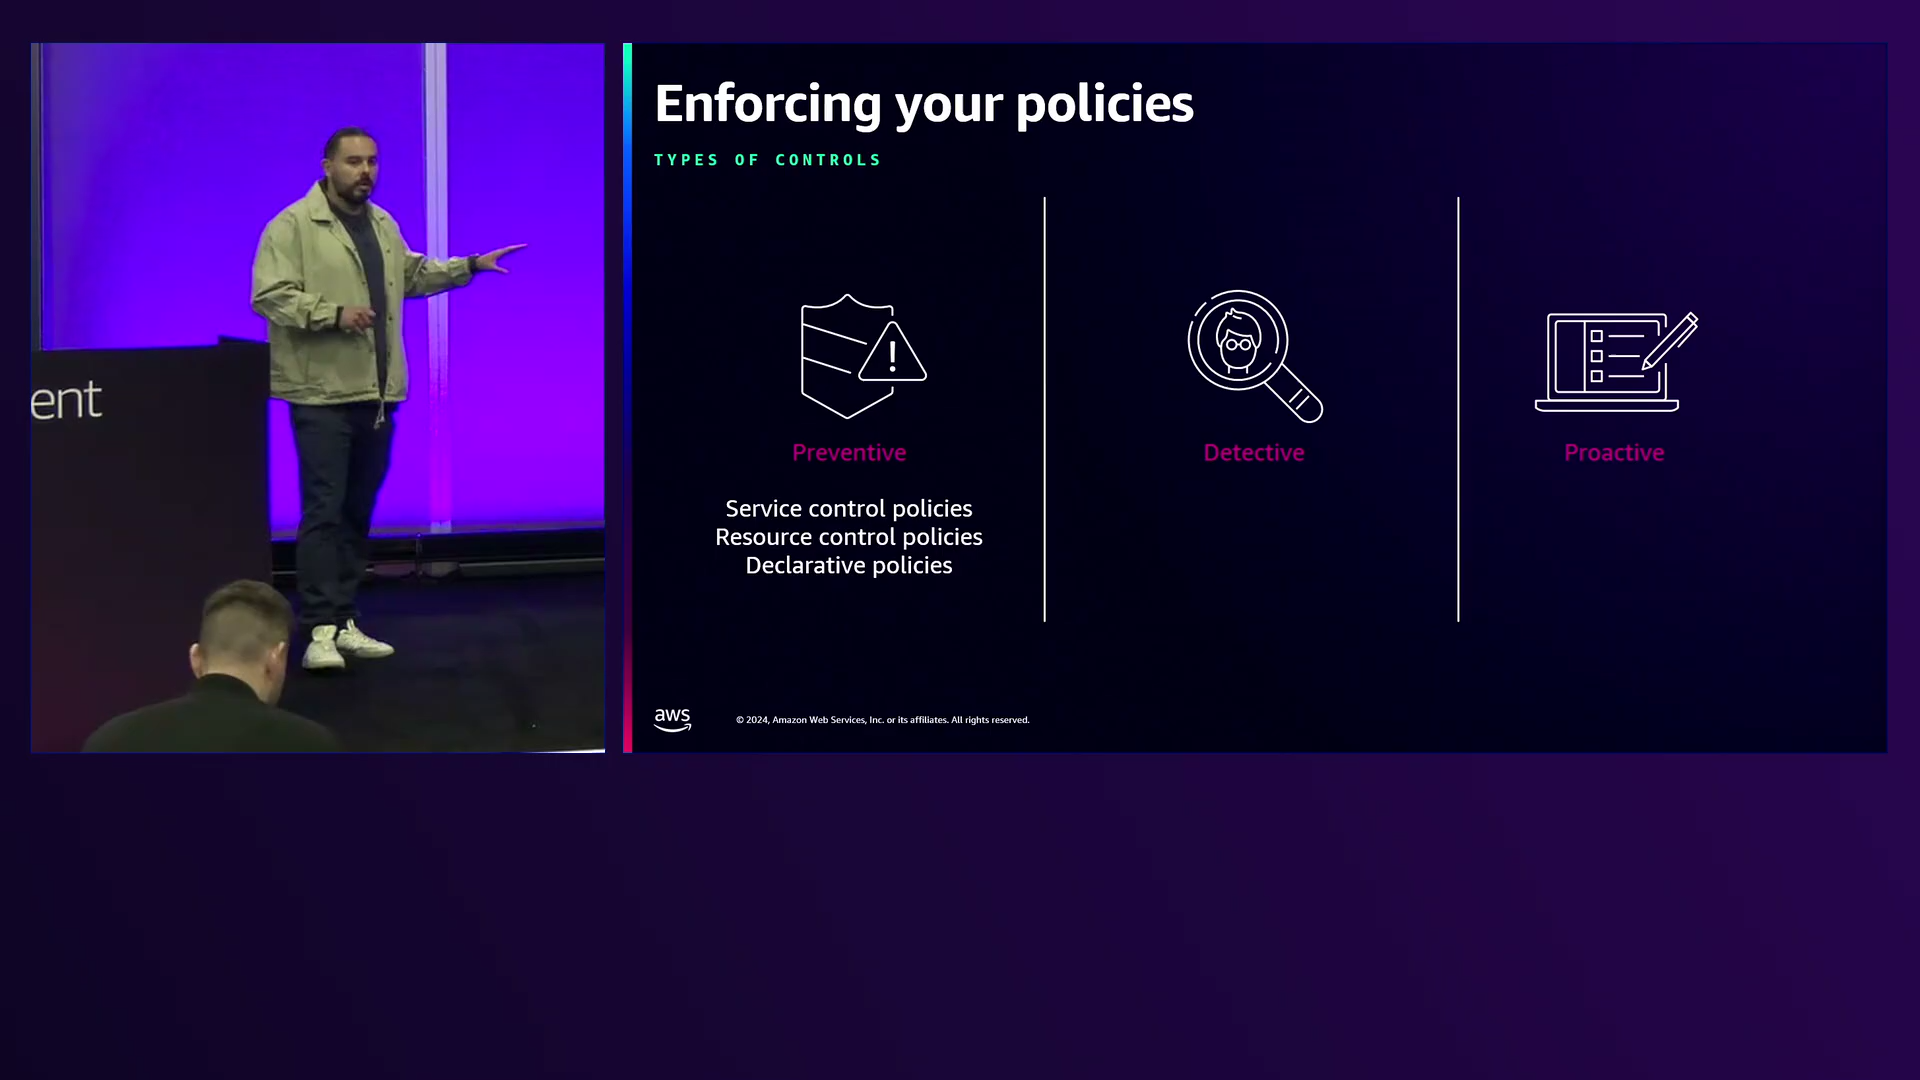 ent
Enforcing your policies
TYPES OF CONTROLS
Preventive
Service control policies
Resource control policies
Declarative policies
Detective
Proactive
aws
© 2024, Amazon Web Services, Inc. or its affiliates. All rights reserved.